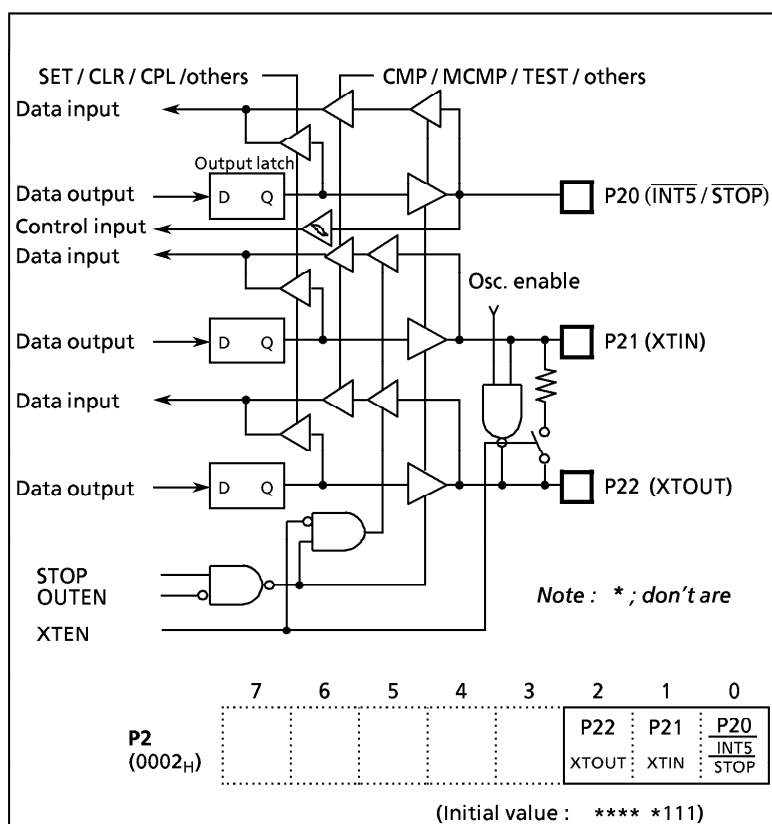 SET / CLR / CPL /others
CMP / MCMP / TEST / others
Data input
Output latch
Data output
D Q
P20 (INT5 / STOP)
Control input
Data input
Osc. enable
Data output
D Q
P21 (XTIN)
Data input
Data output
D Q
P22 (XTOUT)
STOP
OUTEN
Note : * ; don't are
XTEN
7 6 5 4 3 2 1 0
P2
(0002H)
P22 P21 P20
XTOUT XTIN INT5
STOP
(Initial value : **** *111)